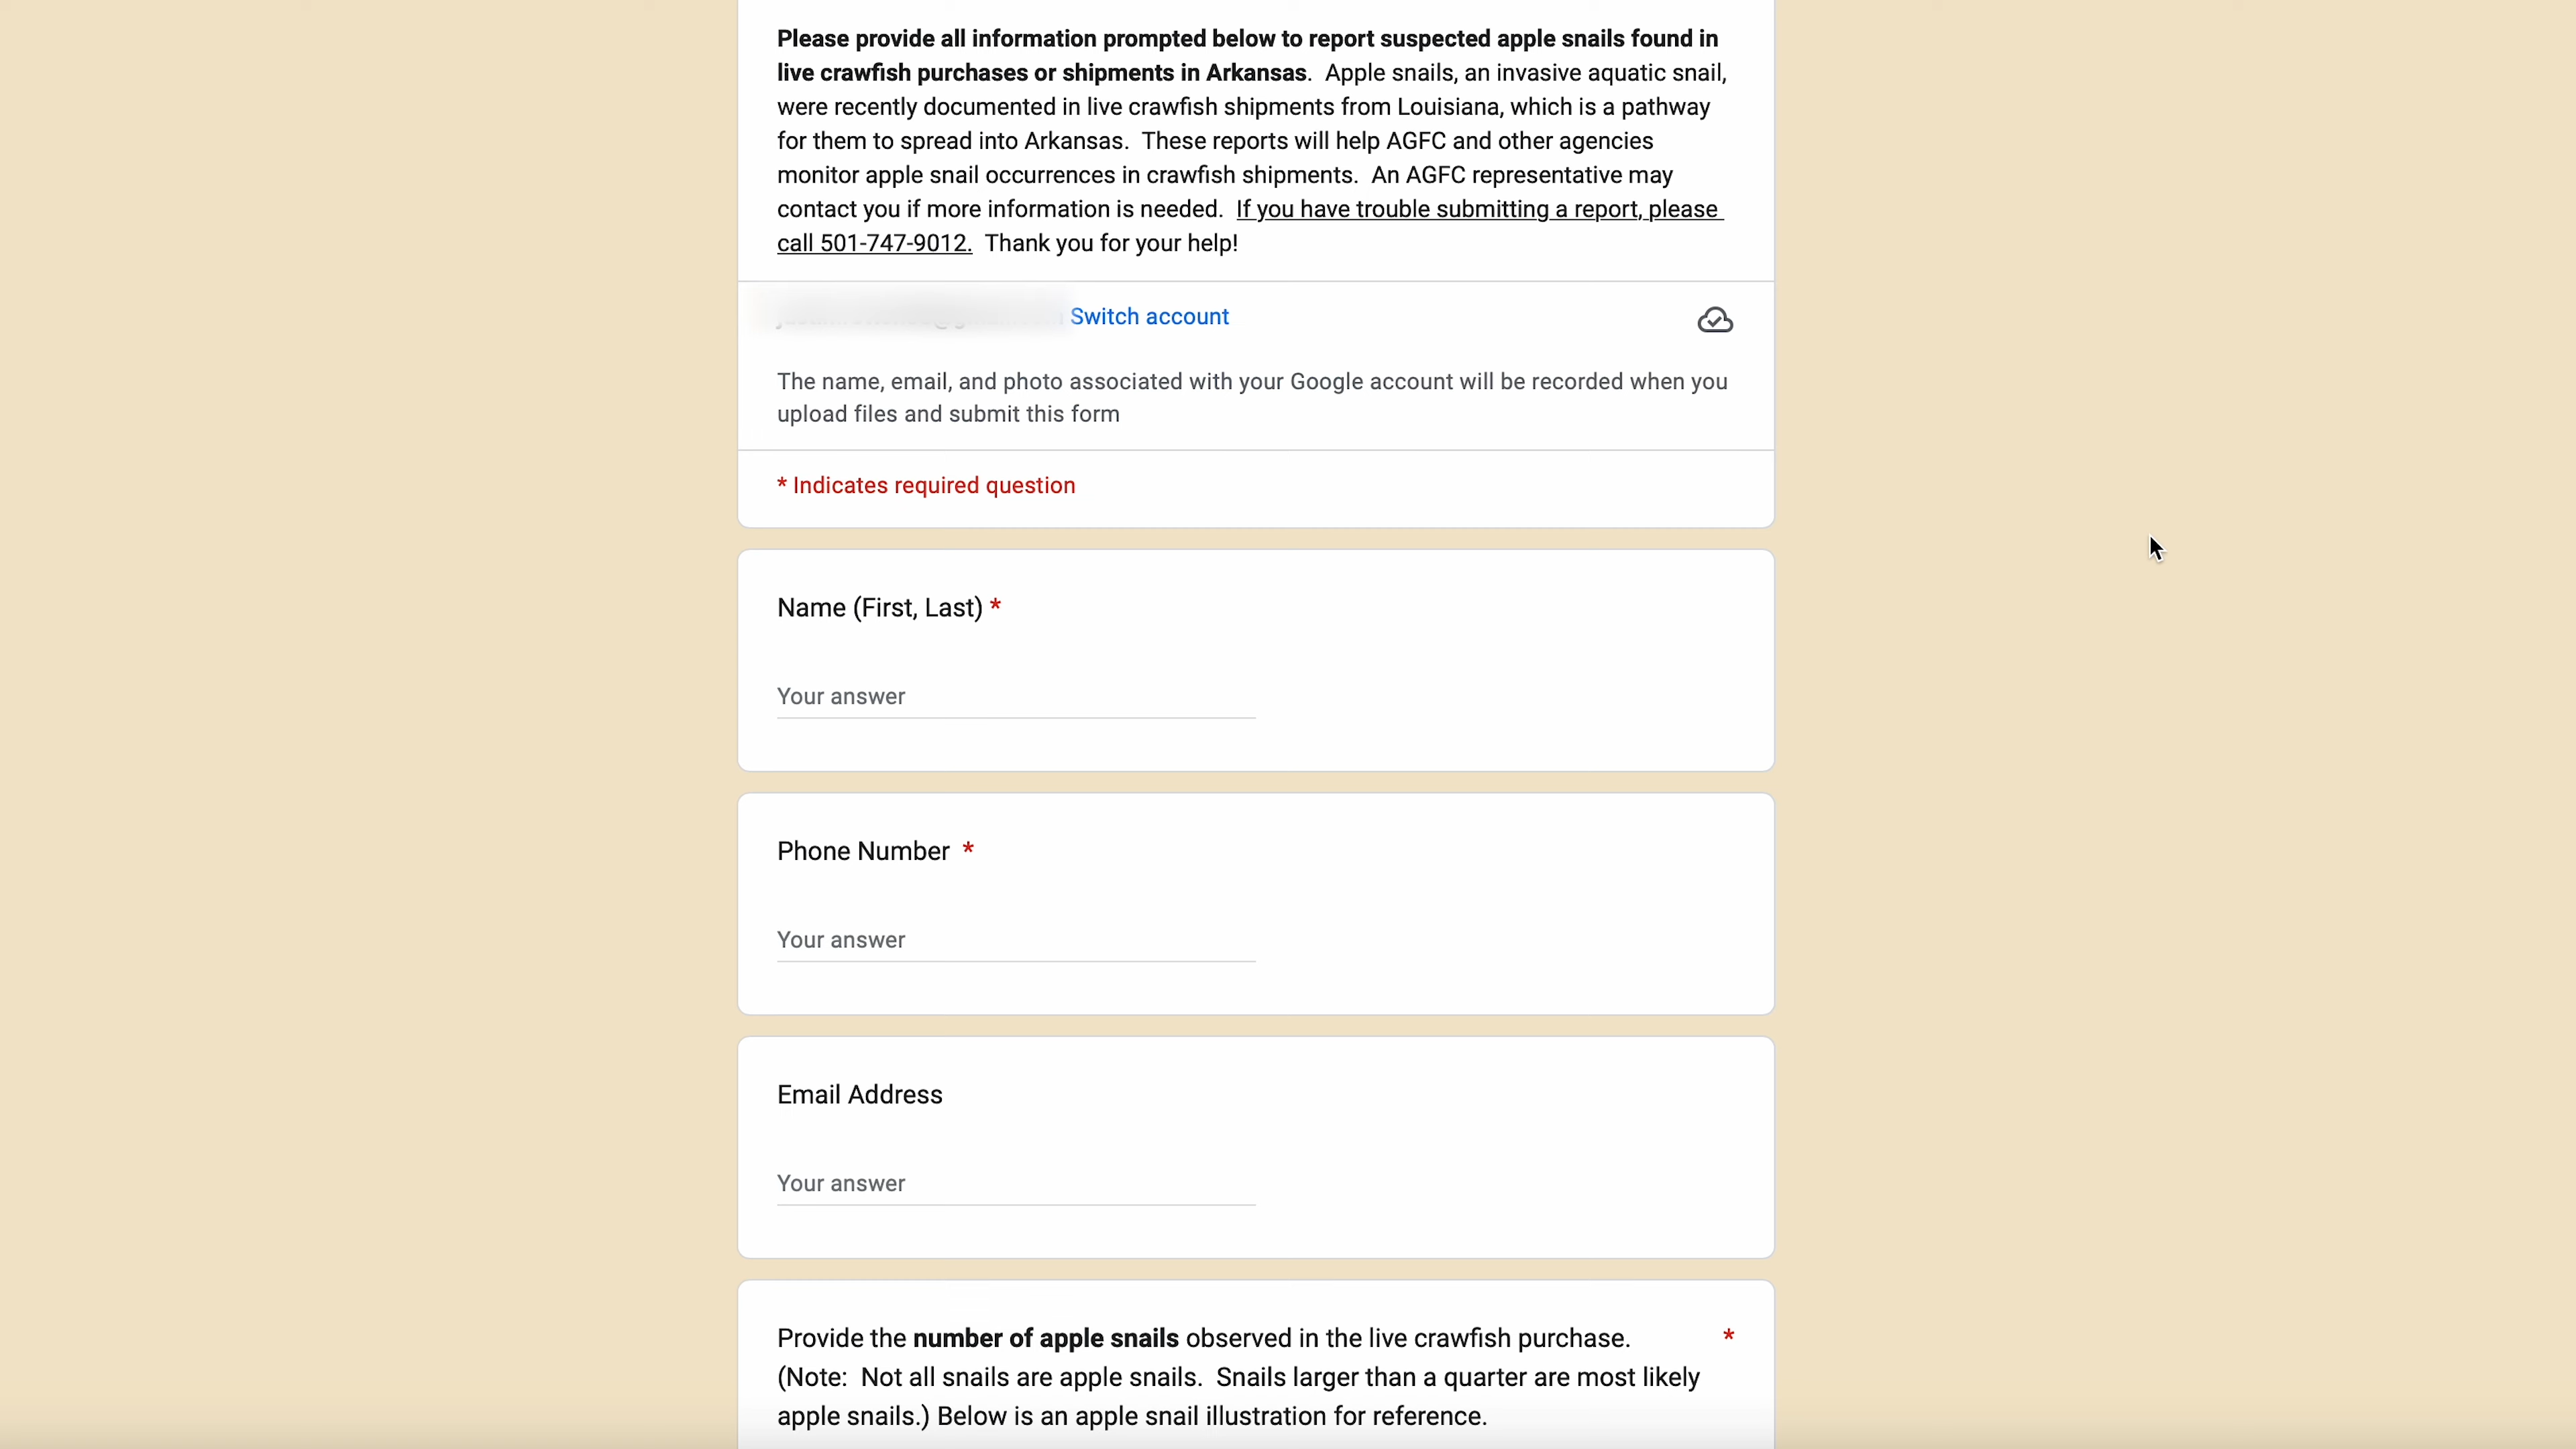 Please provide all information prompted below to report suspected apple snails found in
live crawfish purchases or shipments in Arkansas. Apple snails, an invasive aquatic snail,
were recently documented in live crawfish shipments from Louisiana, which is a pathway
for them to spread into Arkansas. These reports will help AGFC and other agencies
monitor apple snail occurrences in crawfish shipments. An AGFC representative may
contact you if more information is needed. If you have trouble submitting a report, please
call 501-747-9012. Thank you for your help!
Switch account
The name, email, and photo associated with your Google account will be recorded when you
upload files and submit this form
* Indicates required question
Name (First, Last) *
Your answer
Phone Number *
Your answer
Email Address
Your answer
Provide the number of apple snails observed in the live crawfish purchase. *
(Note: Not all snails are apple snails. Snails larger than a quarter are most likely
apple snails.) Below is an apple snail illustration for reference.